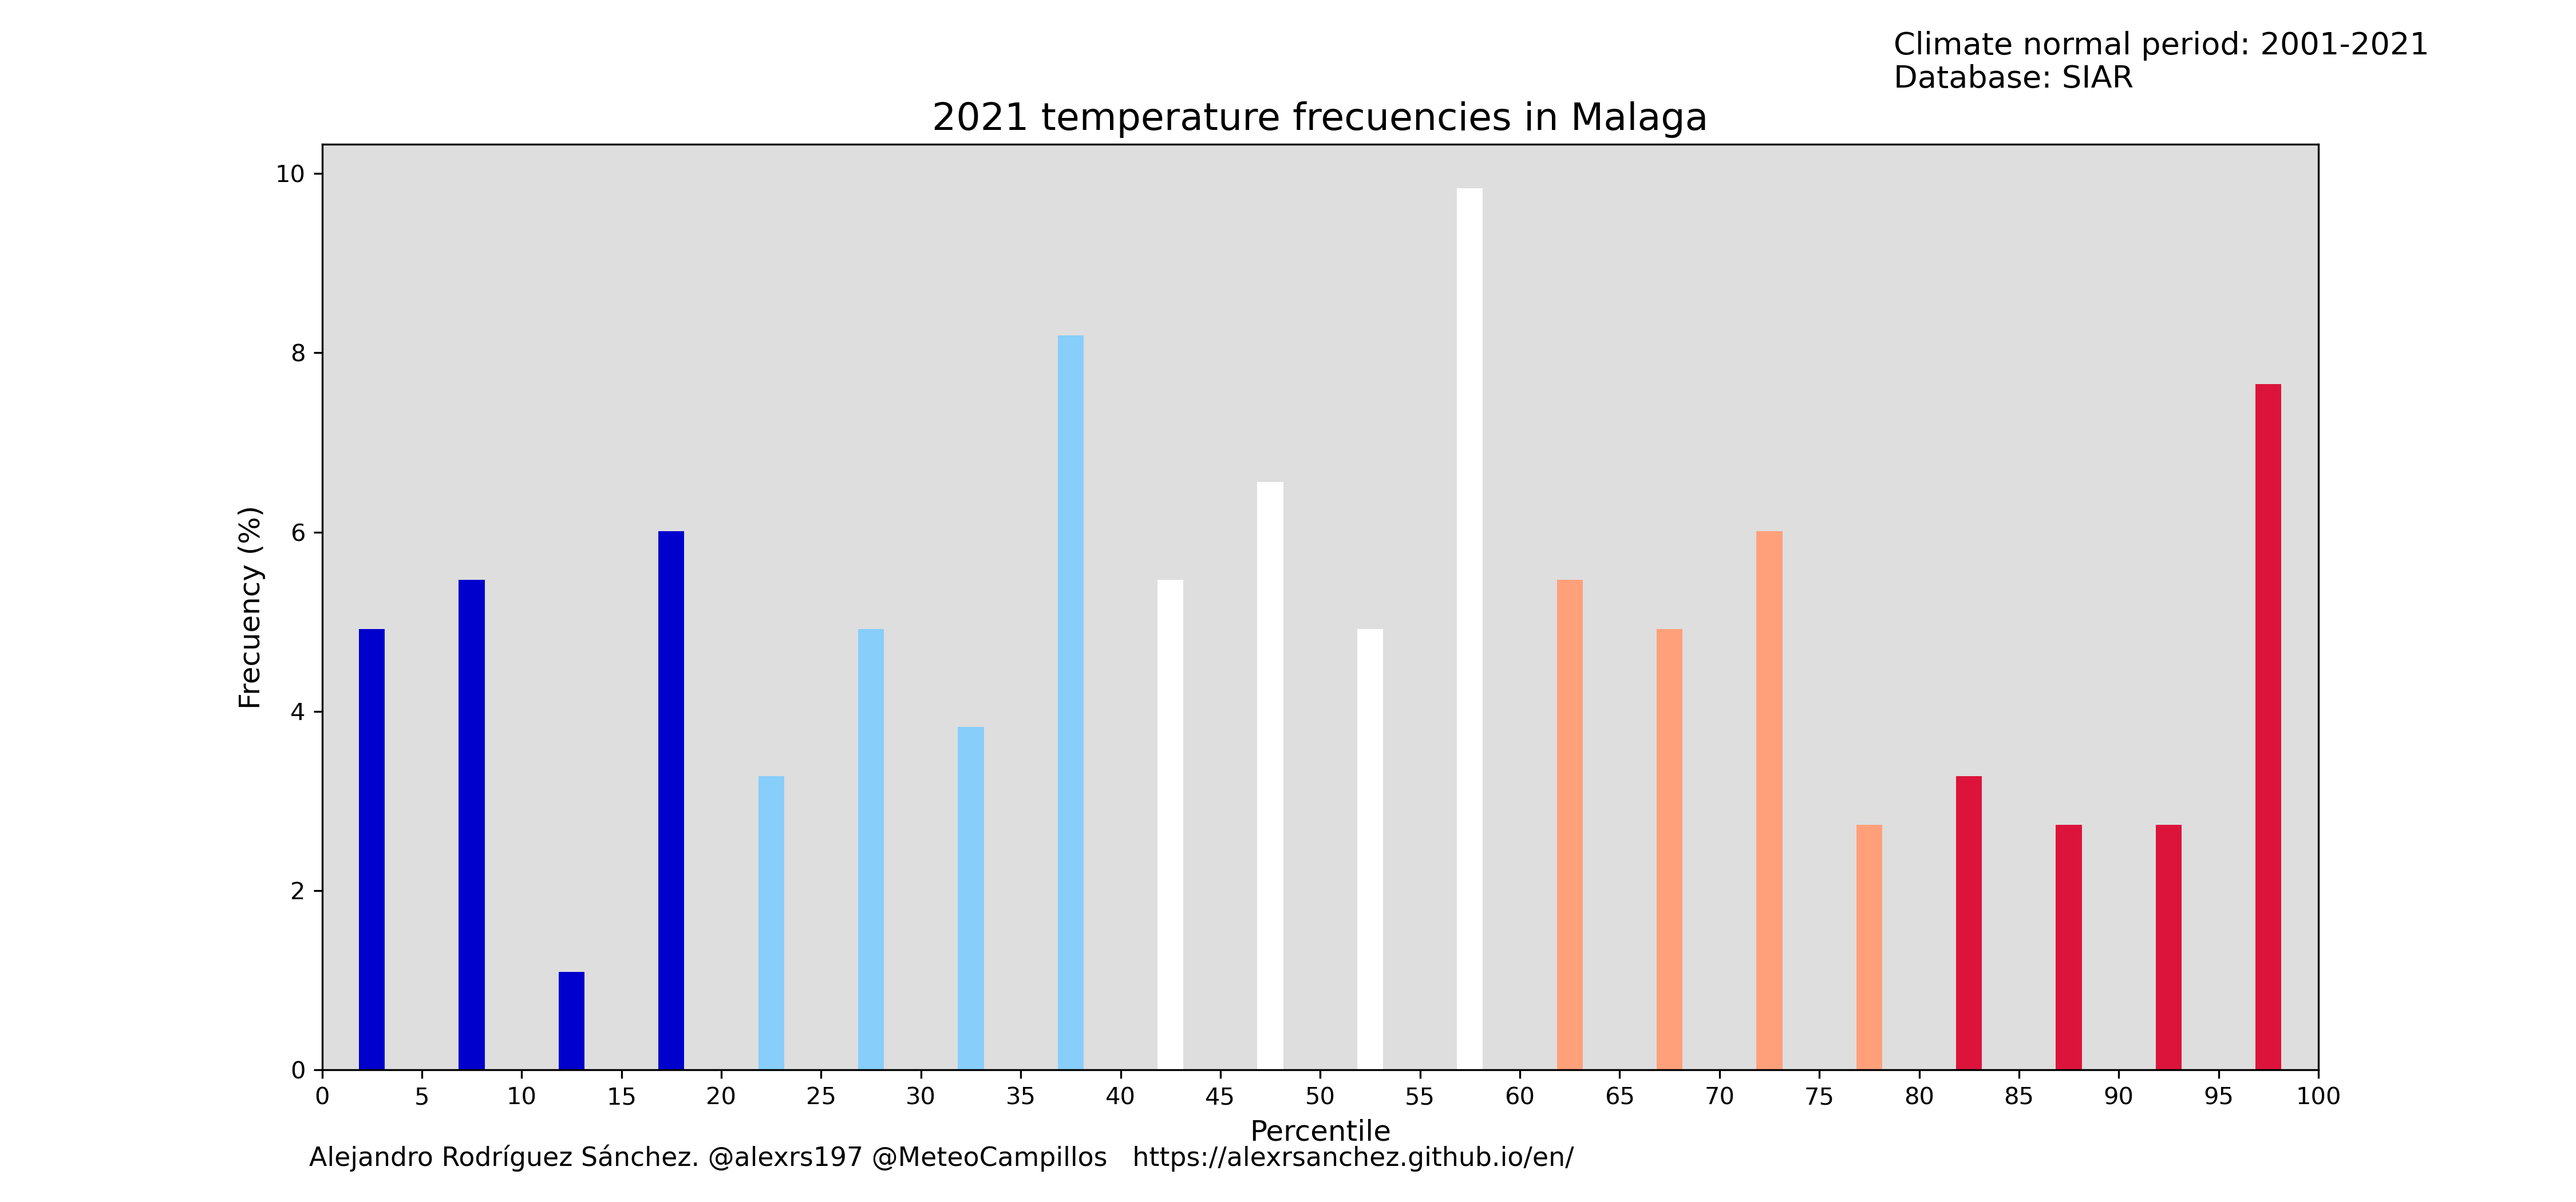 Climate normal period: 2001-2021
Database: SIAR
2021 temperature frecuencies in Malaga
10
8
6
4
2
0
Frecuency (%)
0 5 10 15 20 25 30 35 40 45 50 55 60 65 70 75 80 85 90 95 100
Percentile
Alejandro Rodríguez Sánchez. @alexrs197 @MeteoCampillos https://alexrsanchez.github.io/en/